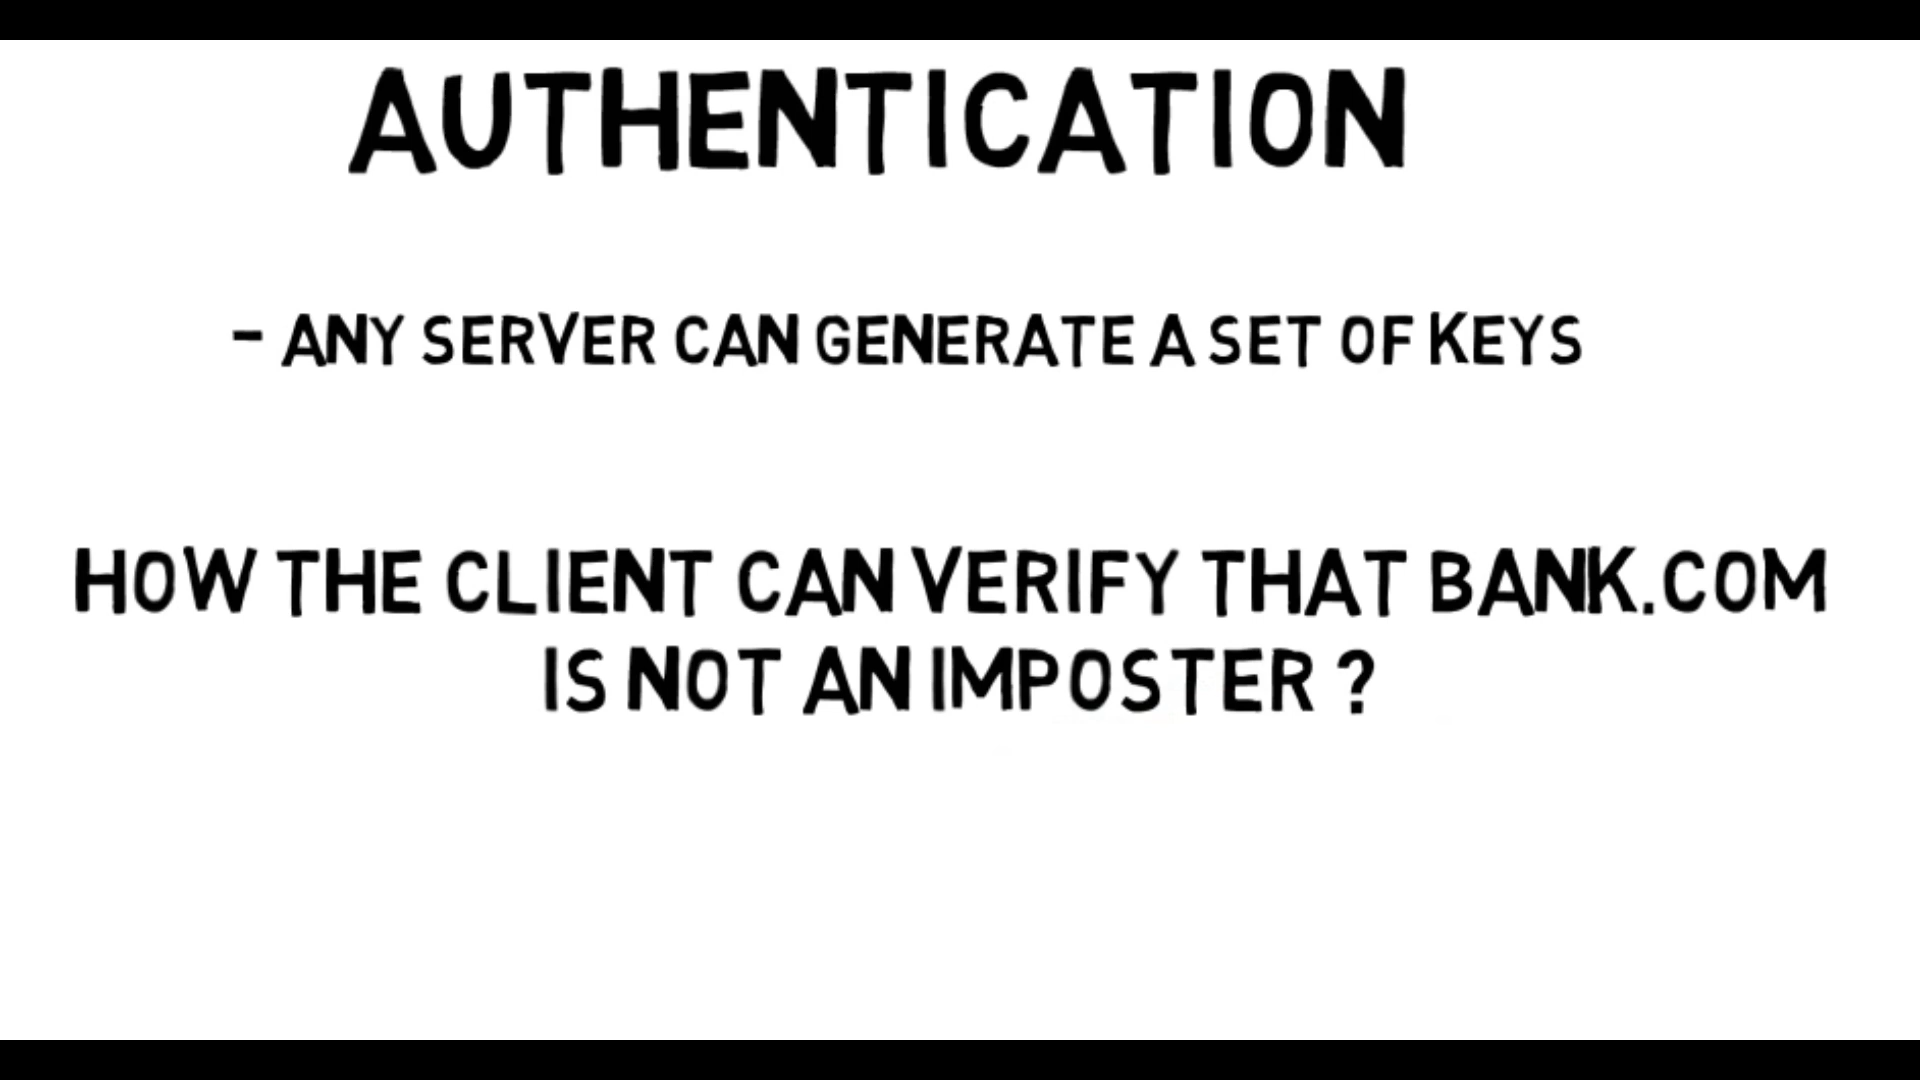 AUTHENTICATION
- ANY SERVER CAN GENERATE A SET OF KEYS
HOW THE CLIENT CAN VERIFY THAT BANK.COM
IS NOT AN IMPOSTER ?